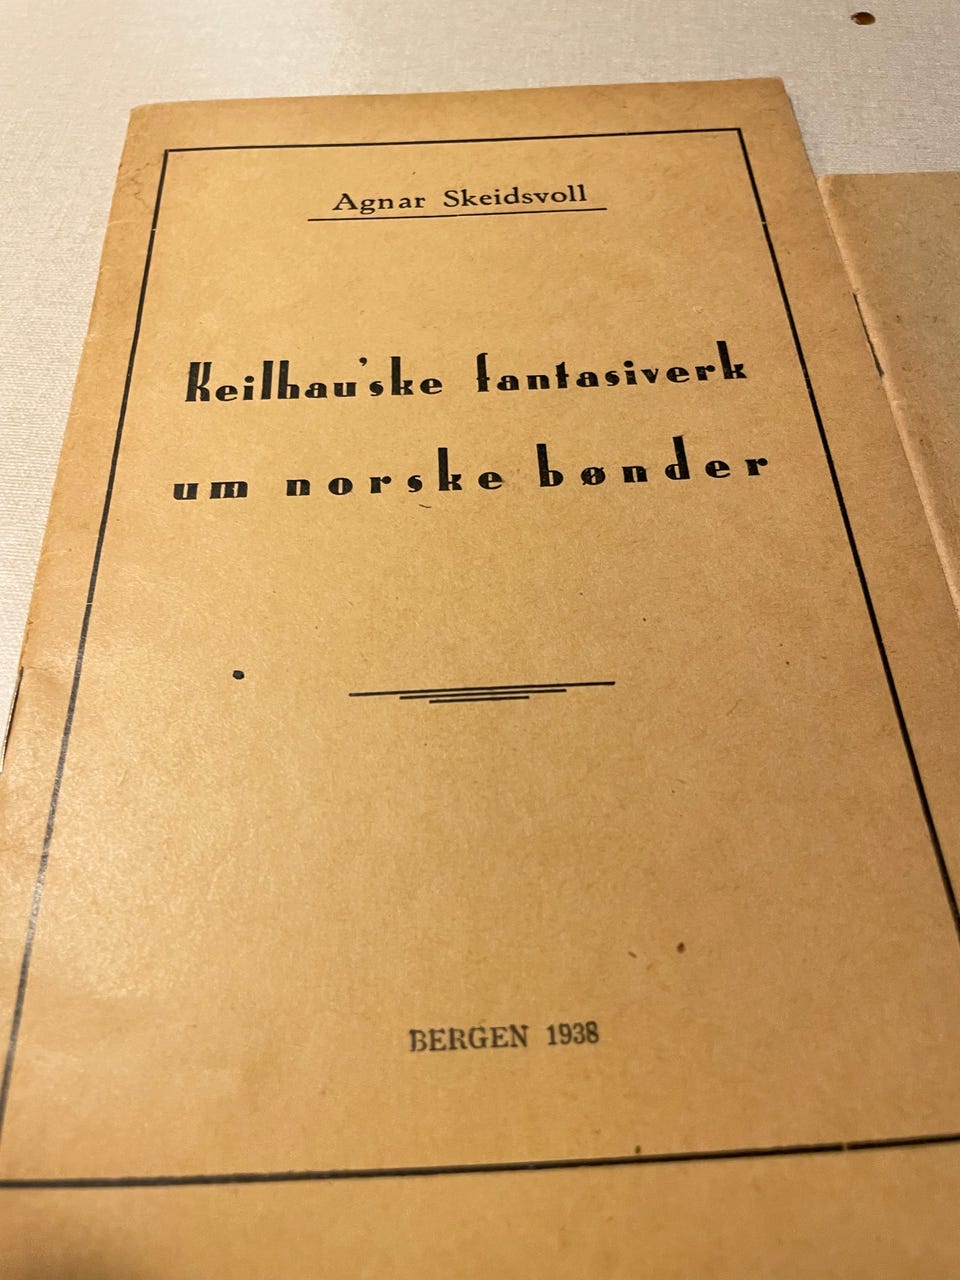 Agnar Skeidsvoll
Keilhau'ske fantasiverk
um norske bønder
BERGEN 1938